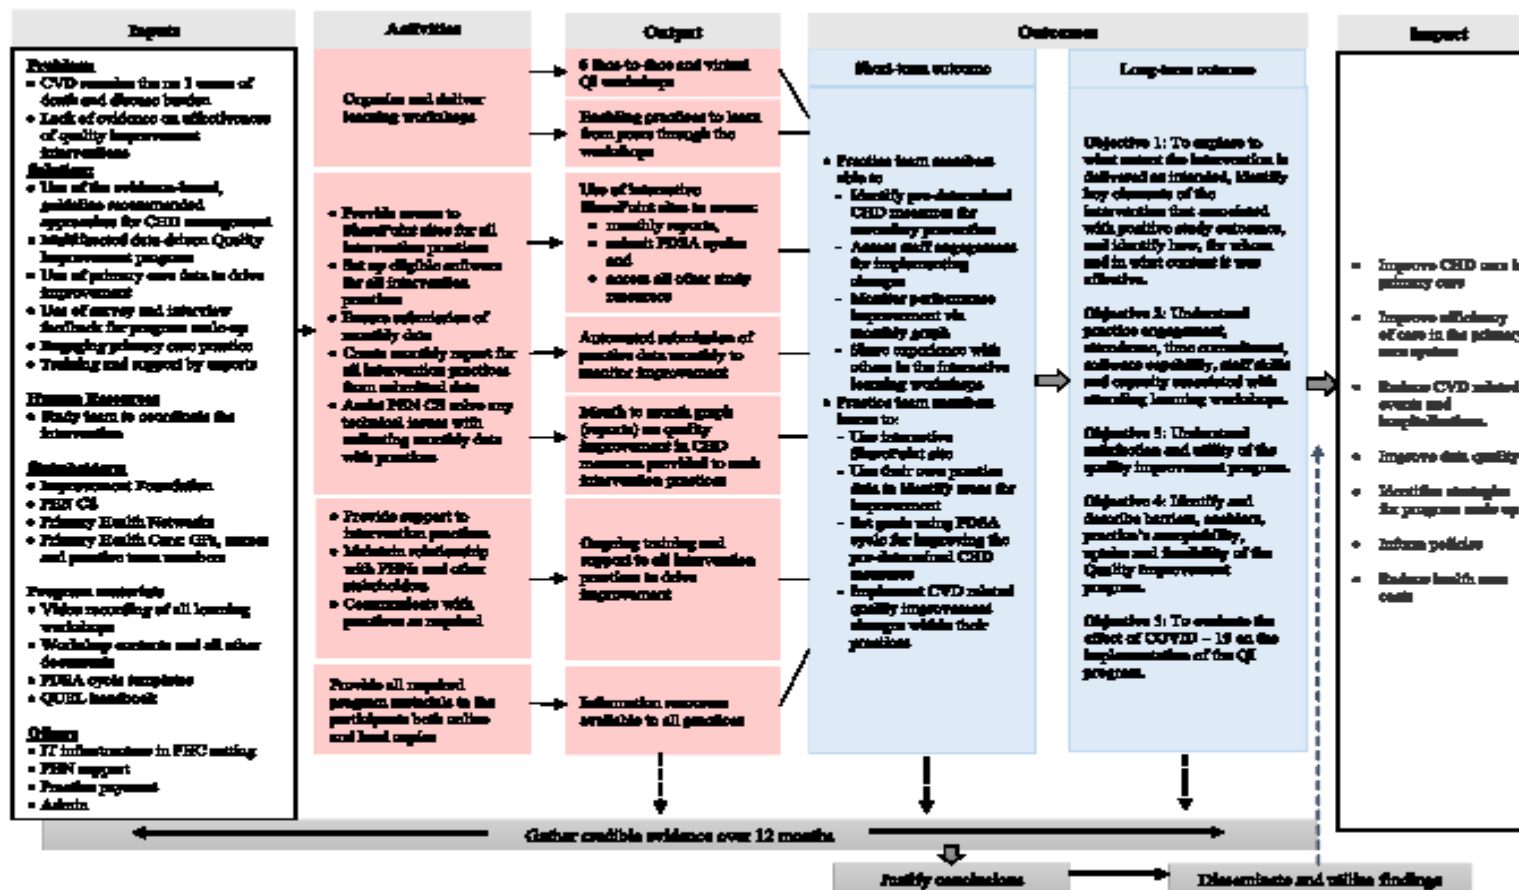 Inputs
Problem:
• CVD remains the no 1 cause of
death and disease burden
• Lack of evidence on effectiveness
of quality improvement
interventions
Solution:
• Use of the evidence-based,
guideline recommended
approaches for CHD management
• Multifaceted data-driven Quality
Improvement program
• Use of primary care data to drive
improvement
• Use of survey and interview
feedback for program scale-up
• Engaging primary care practice
• Training and support by experts
Human Resources
• Study team to coordinate the
intervention
Stakeholders
• Improvement Foundation
• PEN CS
• Primary Health Networks
• Primary Health Care: GPs, nurses
and practice team members
Program materials
• Video recording of all learning
workshops
• Workshop contents and all other
documents
• PDSA cycle templates
• QUEL handbook
Others
• IT infrastructure in PHC setting
• PHN support
• Practice payment
• Admin
Activities
Organise and deliver
learning workshops
• Provide access to
SharePoint sites for all
intervention practices
• Set up eligible software
for all intervention
practices
• Ensure submission of
monthly data
• Create monthly report for
all intervention practices
from submitted data
• Assist PEN CS solve any
technical issues with
collecting monthly data
with practices.
• Provide support to
intervention practices.
• Maintain relationship
with PHNs and other
stakeholders.
• Communicate with
practices as required.
Provide all required
program materials to the
participants both online
and hard copies
Output
6 face-to-face and virtual
QI workshops
Enabling practices to learn
from peers through the
workshops
Use of interactive
SharePoint sites to access:
• monthly reports,
• submit PDSA cycles
and
• access all other study
resources
Automated submission of
practice data monthly to
monitor improvement
Month to month graph
(reports) on quality
improvement in CHD
measures provided to each
intervention practices
Ongoing training and
support to all intervention
practices to drive
improvement
Information resources
available to all practices
Outcomes
Short-term outcome
• Practice team members
able to
– Identify pre-determined
CHD measures for
secondary prevention
– Assess staff engagement
for implementing
changes
– Monitor performance
improvement via
monthly graph
– Share experience with
others in the interactive
learning workshops
• Practice team members
learn to:
– Use interactive
SharePoint site
– Use their own practice
data to identify areas for
improvement
– Set goals using PDSA
cycle for improving the
pre-determined CHD
measures
– Implement CVD related
quality improvement
changes within their
practices
Long-term outcome
Objective 1: To explore to
what extent the intervention is
delivered as intended, identify
key elements of the
intervention that associated
with positive study outcomes,
and identify how, for whom
and in what context it was
effective.
Objective 2: Understand
practice engagement,
attendance, time commitment,
software capability, staff skills
and capacity associated with
attending learning workshops.
Objective 3: Understand
satisfaction and utility of the
quality improvement program.
Objective 4: Identify and
describe barriers, enablers,
practice's acceptability,
uptake and feasibility of the
Quality Improvement
program.
Objective 5: To evaluate the
effect of COVID – 19 on the
implementation of the QI
program.
Impact
• Improve CHD care in
primary care
• Improve efficiency
of care in the primary
care system
• Reduce CVD related
events and
hospitalisations.
• Improve data quality
• Identifies strategies
for program scale up
• Inform policies
• Reduce health care
costs
Gather credible evidence over 12 months
Justify conclusions
Disseminate and utilise findings